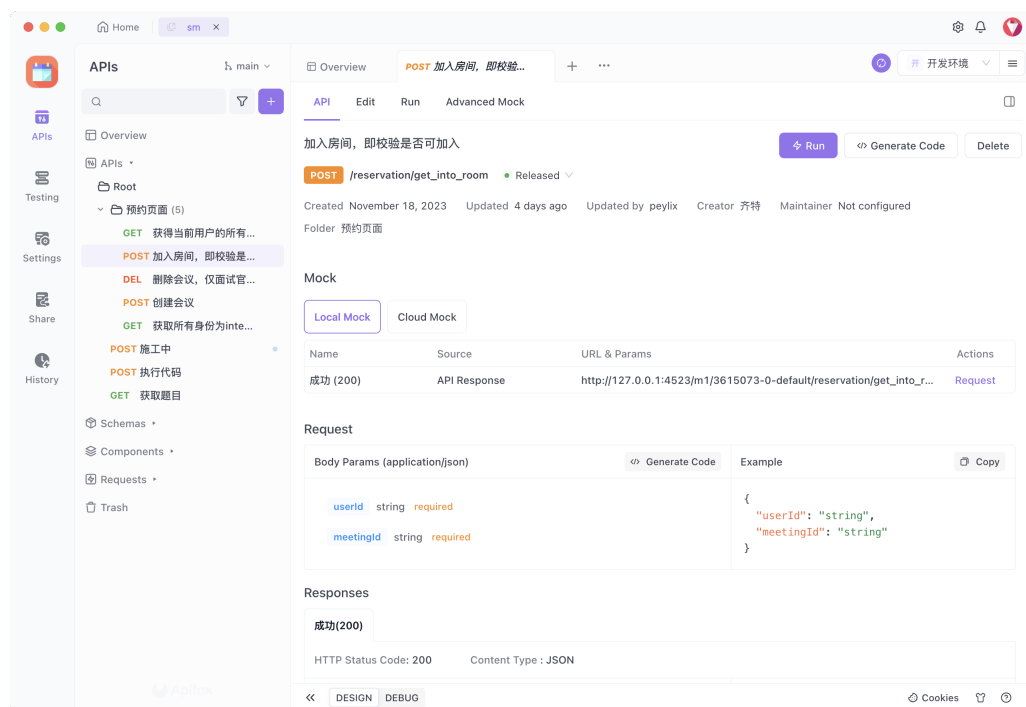 Home
sm
APIs
Testing
Settings
Share
History
APIs
main
Overview
APIs
Root
预约页面 (5)
GET 获得当前用户的所有...
POST 加入房间，即校验是...
DEL 删除会议，仅面试官...
POST 创建会议
GET 获取所有身份为inte...
POST 施工中
POST 执行代码
GET 获取题目
Schemas
Components
Requests
Trash
Apifox
Overview
POST 加入房间，即校验...
开 开发环境
API Edit Run Advanced Mock
加入房间，即校验是否可加入
Run
Generate Code
Delete
POST /reservation/get_into_room Released
Created November 18, 2023 Updated 4 days ago Updated by peylix Creator 齐特 Maintainer Not configured
Folder 预约页面
Mock
Local Mock Cloud Mock
Name Source URL & Params Actions
成功 (200) API Response http://127.0.0.1:4523/m1/3615073-0-default/reservation/get_into_r... Request
Request
Body Params (application/json) Generate Code
userId string required
meetingId string required
Example Copy
{
"userId": "string",
"meetingId": "string"
}
Responses
成功(200)
HTTP Status Code: 200 Content Type : JSON
DESIGN DEBUG
Cookies